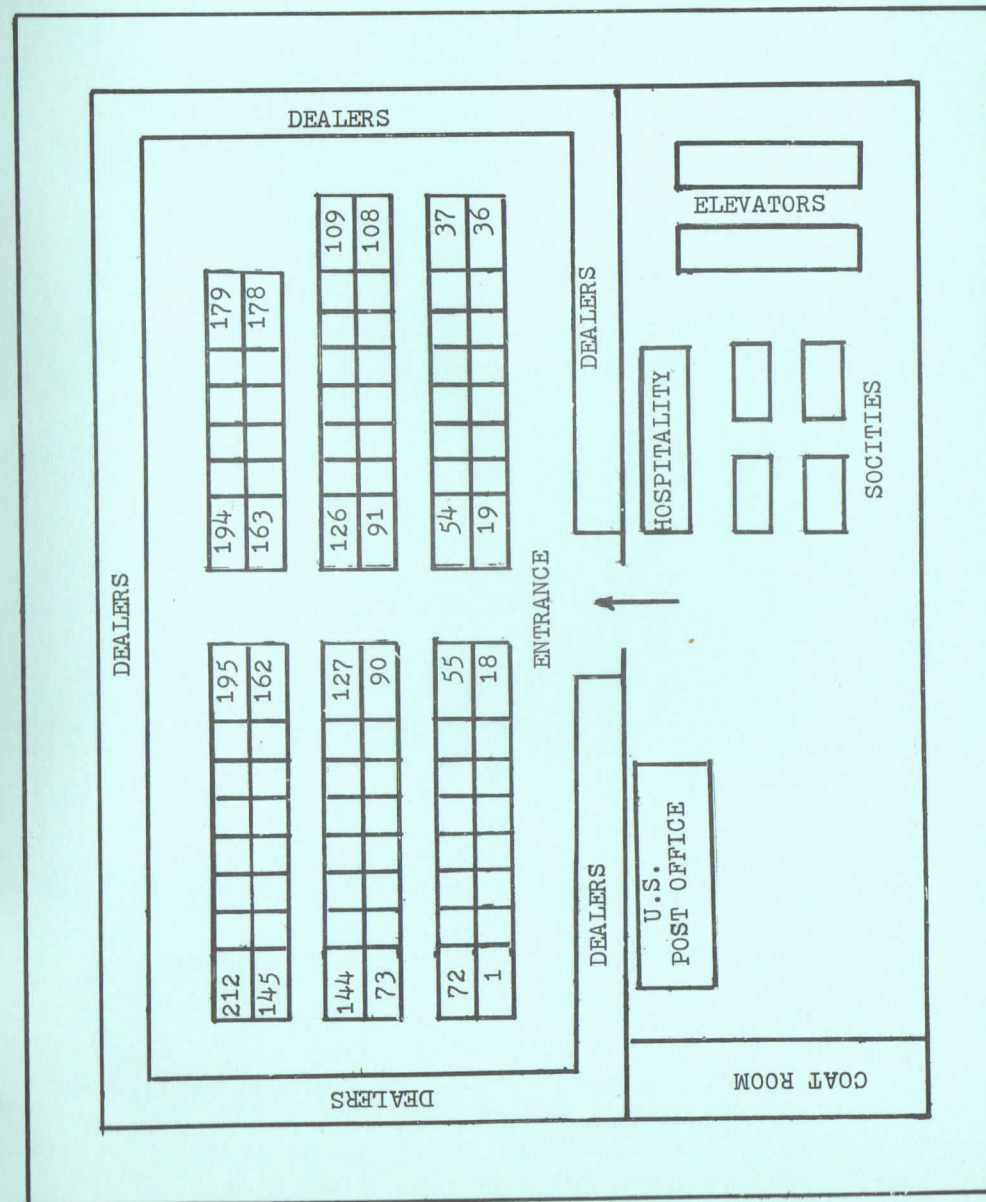 DEALERS
DEALERS
DEALERS
DEALERS
DEALERS
179
178
194
163
109
108
126
91
37
36
54
19
195
162
212
145
127
90
144
73
55
18
72
1
ENTRANCE
ELEVATORS
HOSPITALITY
SOCITIES
U.S.
POST OFFICE
COAT ROOM